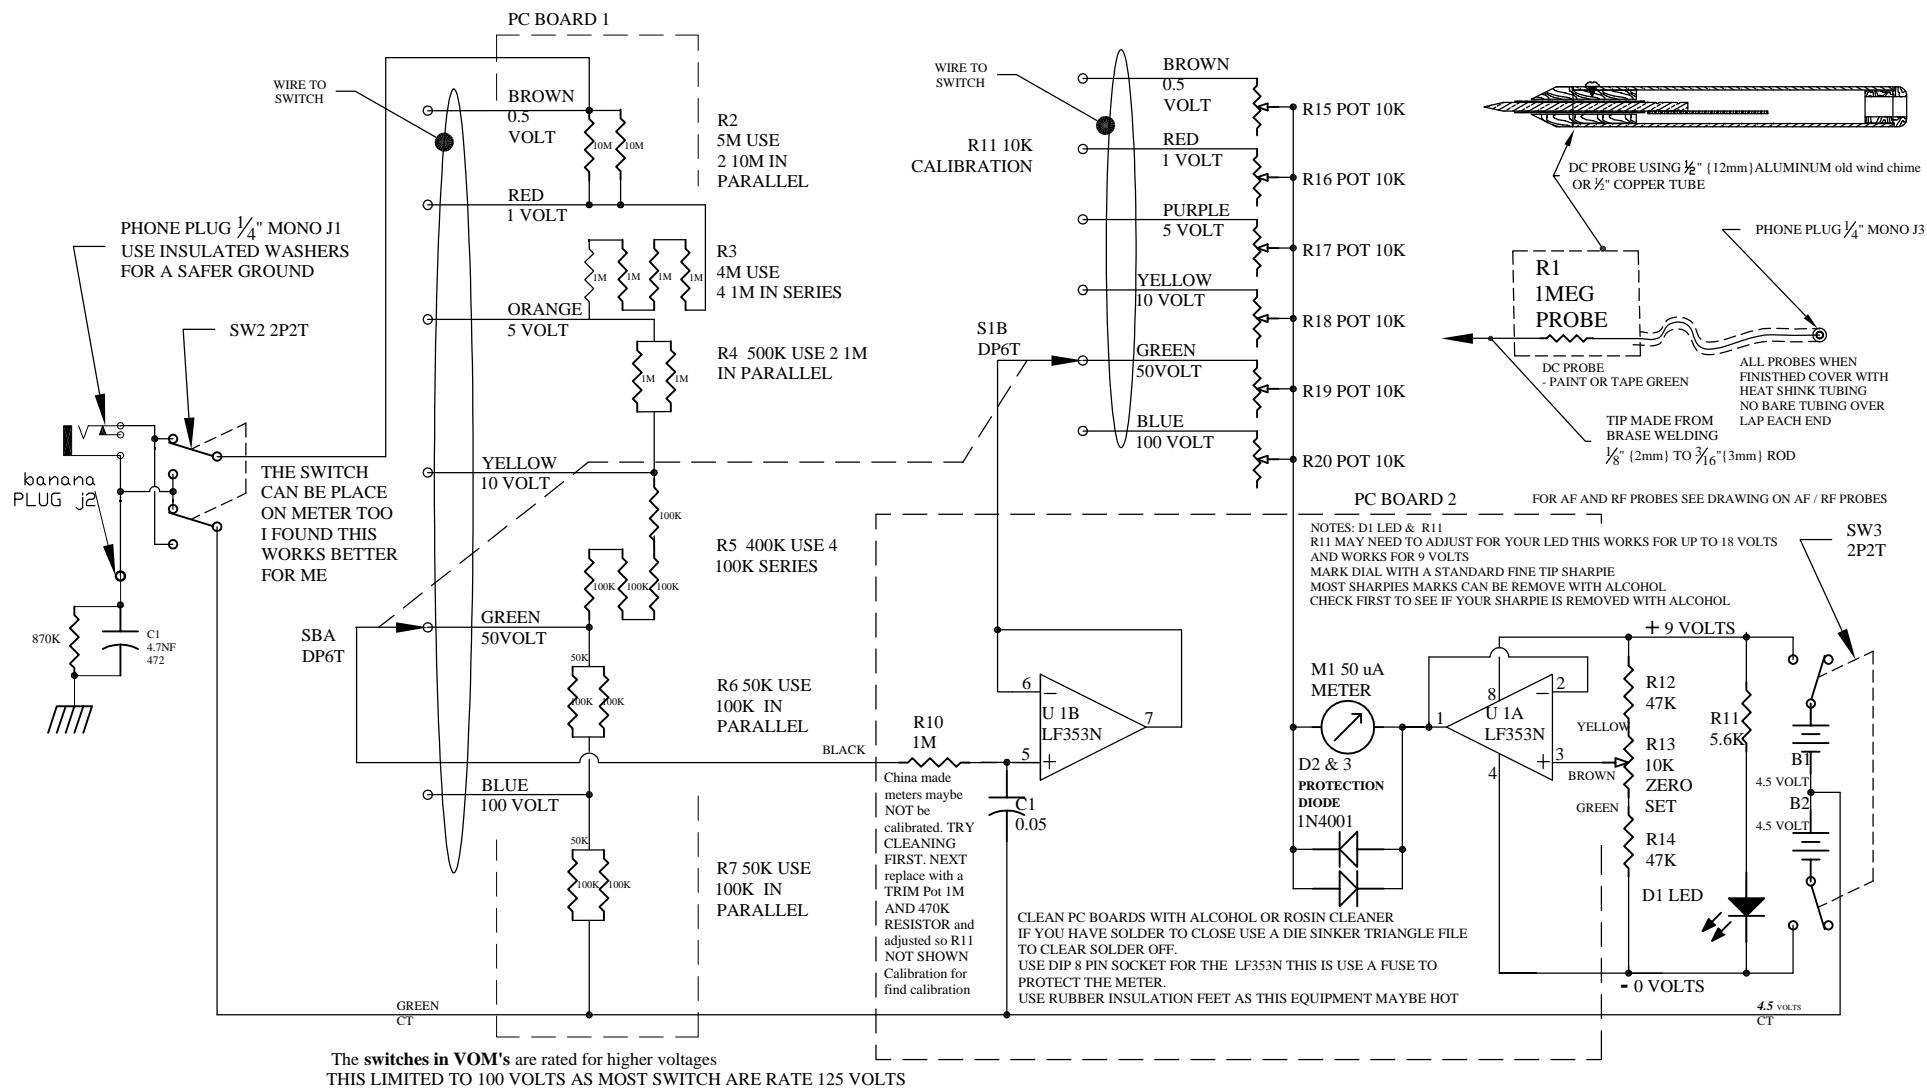 PC BOARD 1
WIRE TO
SWITCH
BROWN
0.5
VOLT
10M
10M
R2
5M USE
2 10M IN
PARALLEL
RED
1 VOLT
PHONE PLUG 1/4" MONO J1
USE INSULATED WASHERS
FOR A SAFER GROUND
1M
1M
1M
1M
R3
4M USE
4 1M IN SERIES
ORANGE
5 VOLT
SW2 2P2T
1M
1M
R4 500K USE 2 1M
IN PARALLEL
YELLOW
10 VOLT
THE SWITCH
CAN BE PLACE
ON METER TOO
I FOUND THIS
WORKS BETTER
FOR ME
banana
PLUG j2
100K
100K
100K
100K
R5 400K USE 4
100K SERIES
870K
C1
4.7NF
472
GREEN
50VOLT
SBA
DP6T
50K
100K
100K
R6 50K USE
100K IN
PARALLEL
BLUE
100 VOLT
50K
100K
100K
R7 50K USE
100K IN
PARALLEL
GREEN
CT
The switches in VOM's are rated for higher voltages
THIS LIMITED TO 100 VOLTS AS MOST SWITCH ARE RATE 125 VOLTS
WIRE TO
SWITCH
BROWN
0.5
VOLT
R15 POT 10K
R11 10K
CALIBRATION
RED
1 VOLT
R16 POT 10K
PURPLE
5 VOLT
R17 POT 10K
YELLOW
10 VOLT
R18 POT 10K
S1B
DP6T
GREEN
50VOLT
R19 POT 10K
BLUE
100 VOLT
R20 POT 10K
DC PROBE USING ½" {12mm}ALUMINUM old wind chime
OR ½" COPPER TUBE
PHONE PLUG 1/4" MONO J3
R1
1MEG
PROBE
DC PROBE
- PAINT OR TAPE GREEN
ALL PROBES WHEN
FINISTHED COVER WITH
HEAT SHINK TUBING
NO BARE TUBING OVER
LAP EACH END
TIP MADE FROM
BRASE WELDING
1/8" {2mm} TO 3/16"{3mm} ROD
PC BOARD 2
FOR AF AND RF PROBES SEE DRAWING ON AF / RF PROBES
NOTES: D1 LED & R11
R11 MAY NEED TO ADJUST FOR YOUR LED THIS WORKS FOR UP TO 18 VOLTS
AND WORKS FOR 9 VOLTS
MARK DIAL WITH A STANDARD FINE TIP SHARPIE
MOST SHARPIES MARKS CAN BE REMOVE WITH ALCOHOL
CHECK FIRST TO SEE IF YOUR SHARPIE IS REMOVED WITH ALCOHOL
SW3
2P2T
+ 9 VOLTS
BLACK
R10
1M
6
5
7
U 1B
LF353N
C1
0.05
China made
meters maybe
NOT be
calibrated. TRY
CLEANING
FIRST. NEXT
replace with a
TRIM Pot 1M
AND 470K
RESISTOR and
adjusted so R11
NOT SHOWN
Calibration for
find calibration
M1 50 uA
METER
D2 & 3
PROTECTION
DIODE
1N4001
1
8
2
3
4
U 1A
LF353N
YELLOW
BROWN
GREEN
R12
47K
R13
10K
ZERO
SET
R14
47K
R11
5.6K
D1 LED
B1
4.5 VOLT
B2
4.5 VOLT
- 0 VOLTS
4.5 VOLTS
CT
CLEAN PC BOARDS WITH ALCOHOL OR ROSIN CLEANER
IF YOU HAVE SOLDER TO CLOSE USE A DIE SINKER TRIANGLE FILE
TO CLEAR SOLDER OFF.
USE DIP 8 PIN SOCKET FOR THE LF353N THIS IS USE A FUSE TO
PROTECT THE METER.
USE RUBBER INSULATION FEET AS THIS EQUIPMENT MAYBE HOT